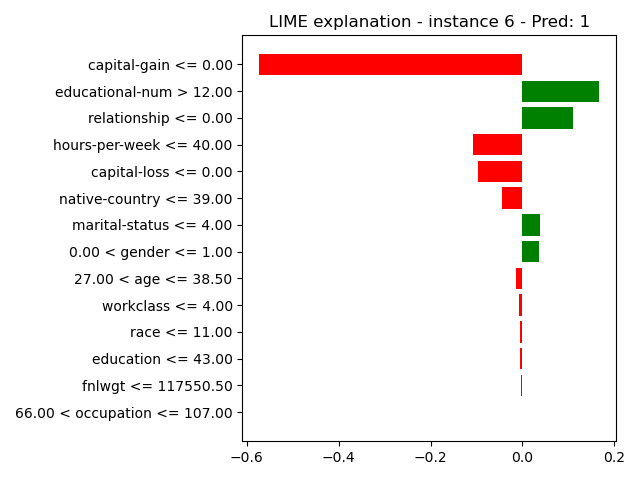 LIME explanation - instance 6 - Pred: 1
capital-gain <= 0.00
educational-num > 12.00
relationship <= 0.00
hours-per-week <= 40.00
capital-loss <= 0.00
native-country <= 39.00
marital-status <= 4.00
0.00 < gender <= 1.00
27.00 < age <= 38.50
workclass <= 4.00
race <= 11.00
education <= 43.00
fnlwgt <= 117550.50
66.00 < occupation <= 107.00
−0.6 −0.4 −0.2 0.0 0.2